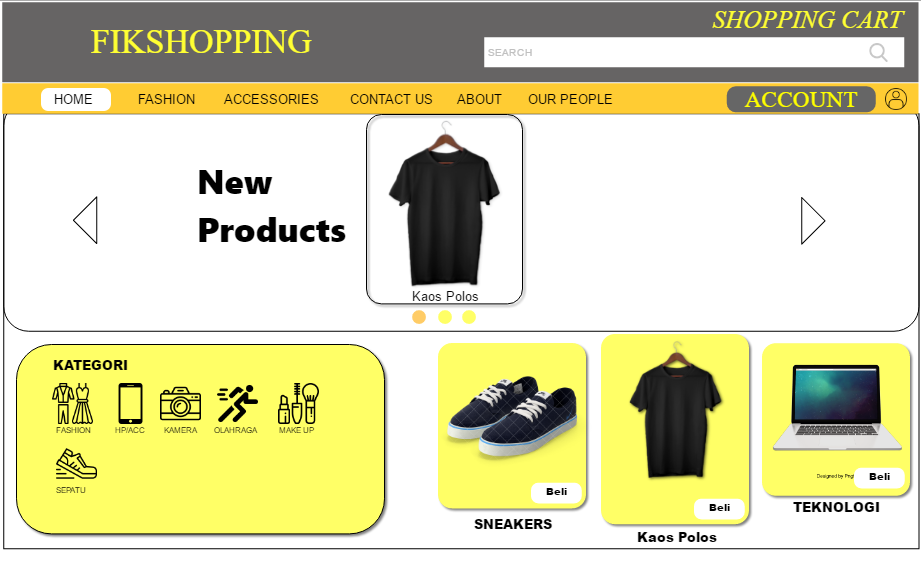 SHOPPING CART
FIKSHOPPING
SEARCH
HOME
FASHION
ACCESSORIES
CONTACT US
ABOUT
OUR PEOPLE
ACCOUNT
New
Products
Kaos Polos
KATEGORI
FASHION
HP/ACC
KAMERA
OLAHRAGA
MAKE UP
SEPATU
Beli
SNEAKERS
Beli
Kaos Polos
Designed by
Beli
TEKNOLOGI